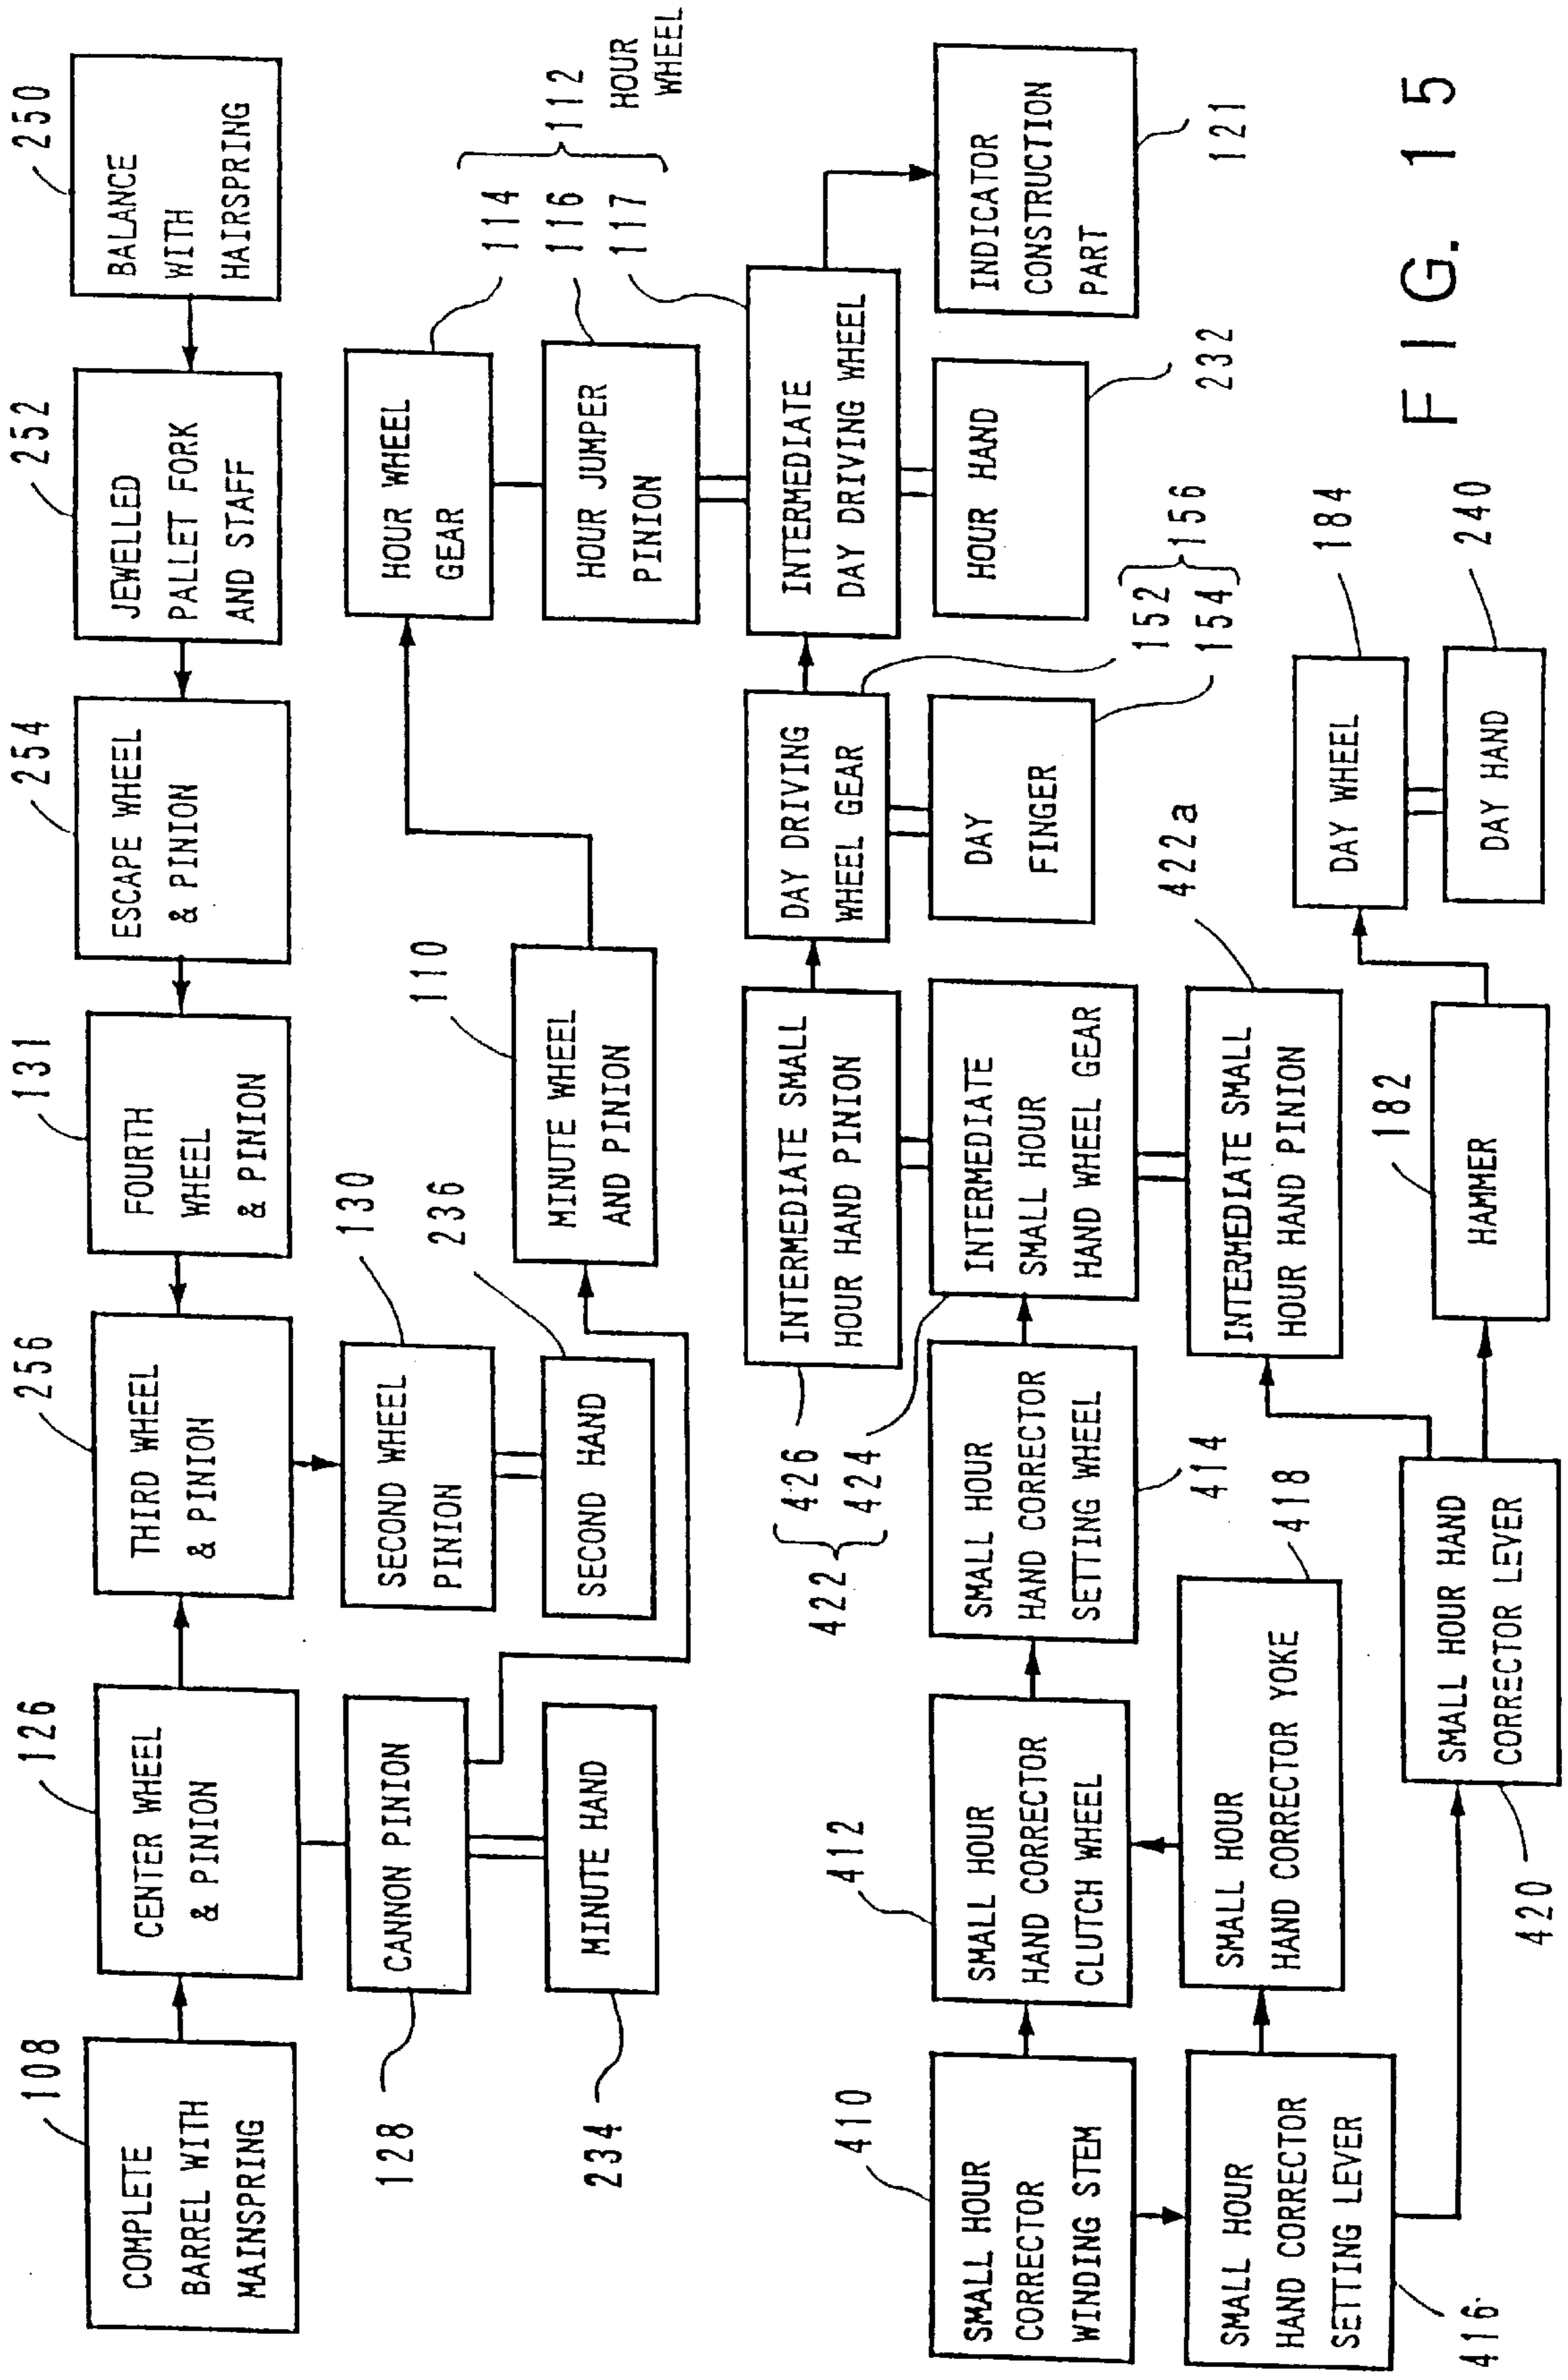 108
COMPLETE
BARREL WITH
MAINSPRING
126
CENTER WHEEL
& PINION
256
THIRD WHEEL
& PINION
131
FOURTH
WHEEL
& PINION
254
ESCAPE WHEEL
& PINION
252
JEWELLED
PALLET FORK
AND STAFF
250
BALANCE
WITH
HAIRSPRING
128
CANNON PINION
234
MINUTE HAND
130
SECOND WHEEL
PINION
236
SECOND HAND
110
MINUTE WHEEL
AND PINION
HOUR WHEEL
GEAR
114
HOUR JUMPER
PINION
116
117
112
HOUR
WHEEL
INTERMEDIATE
DAY DRIVING WHEEL
INDICATOR
CONSTRUCTION
PART
121
HOUR HAND
232
DAY DRIVING
WHEEL GEAR
DAY
FINGER
152
154
156
INTERMEDIATE SMALL
HOUR HAND PINION
INTERMEDIATE
SMALL HOUR
HAND WHEEL GEAR
426
424
422
INTERMEDIATE SMALL
HOUR HAND PINION
422a
410
SMALL HOUR
CORRECTOR
WINDING STEM
412
SMALL HOUR
HAND CORRECTOR
CLUTCH WHEEL
SMALL HOUR
HAND CORRECTOR
SETTING WHEEL
414
SMALL HOUR
HAND CORRECTOR
SETTING LEVER
416
SMALL HOUR
HAND CORRECTOR YOKE
418
SMALL HOUR HAND
CORRECTOR LEVER
420
182
HAMMER
DAY WHEEL
184
DAY HAND
240
FIG. 15